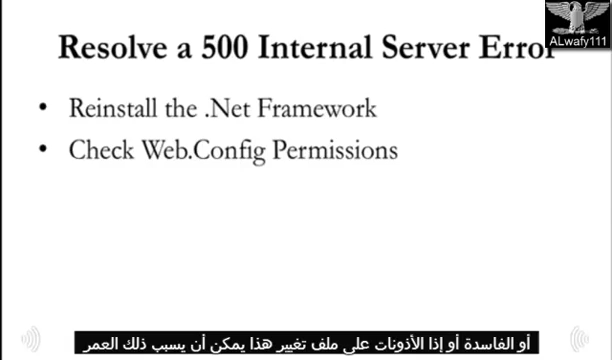 Resolve a 500 Internal Server Error
ALwafy111
• Reinstall the .Net Framework
• Check Web.Config Permissions
أو الفاسدة أو إذا الأذونات على ملف تغيير هذا يمكن أن يسبب ذلك العمر